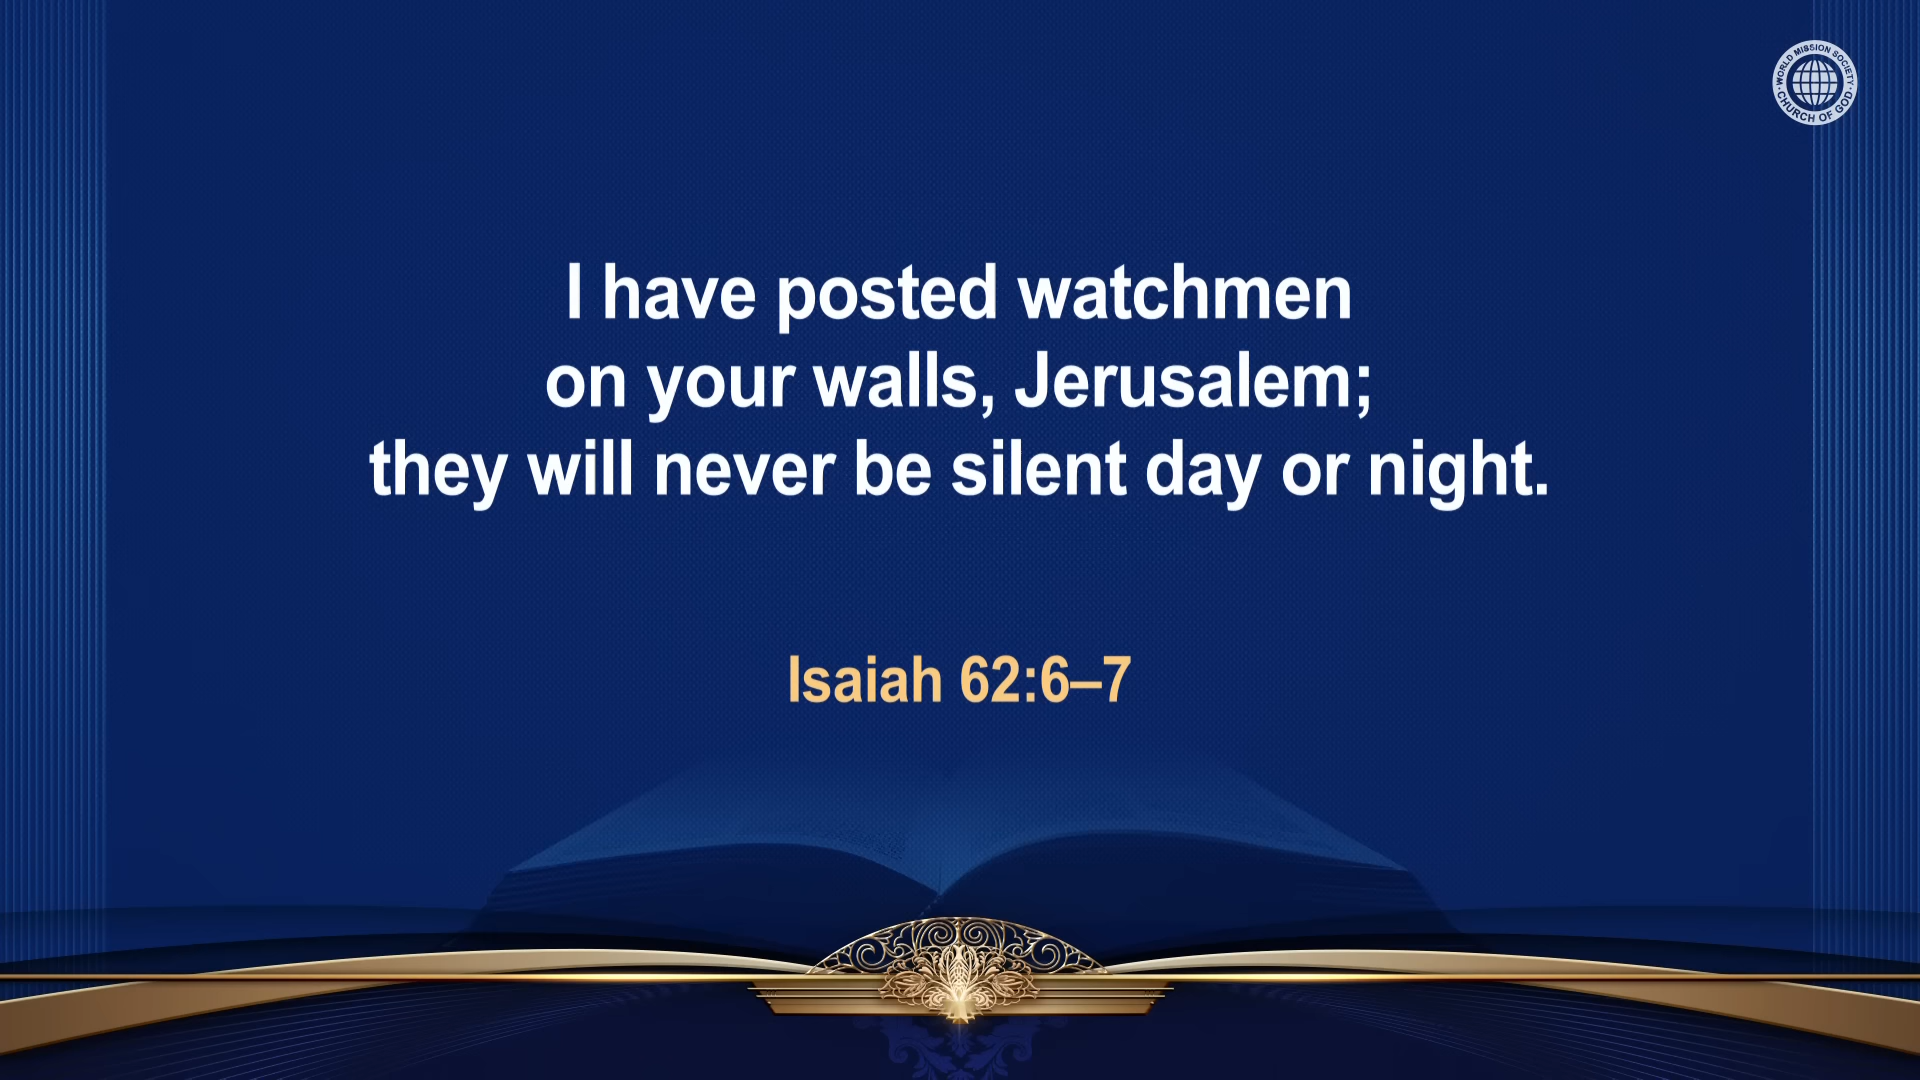 WORLD MISSION SOCIETY
CHURCH OF GOD
I have posted watchmen
on your walls, Jerusalem;
they will never be silent day or night.
Isaiah 62:6–7